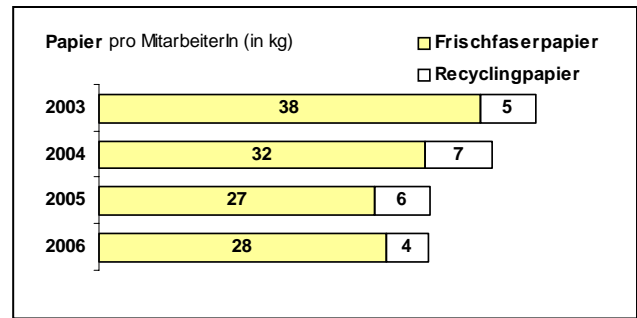 Papier pro MitarbeiterIn (in kg)
Frischfaserpapier
Recyclingpapier
2003 38 5
2004 32 7
2005 27 6
2006 28 4